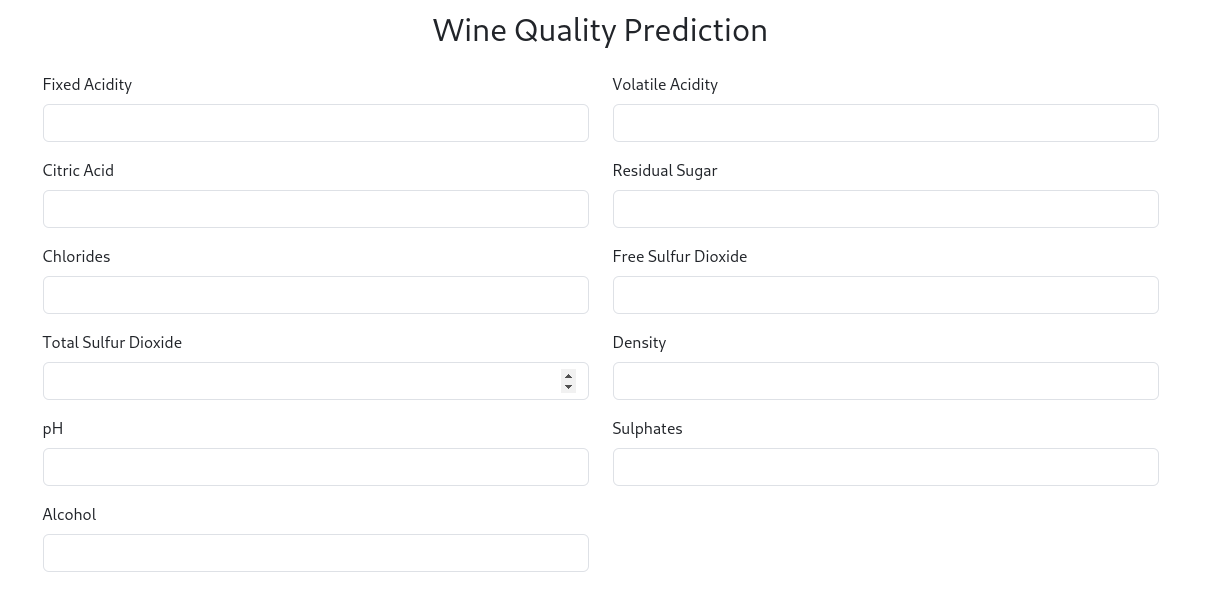 Wine Quality Prediction
Fixed Acidity
Volatile Acidity
Citric Acid
Residual Sugar
Chlorides
Free Sulfur Dioxide
Total Sulfur Dioxide
Density
pH
Sulphates
Alcohol